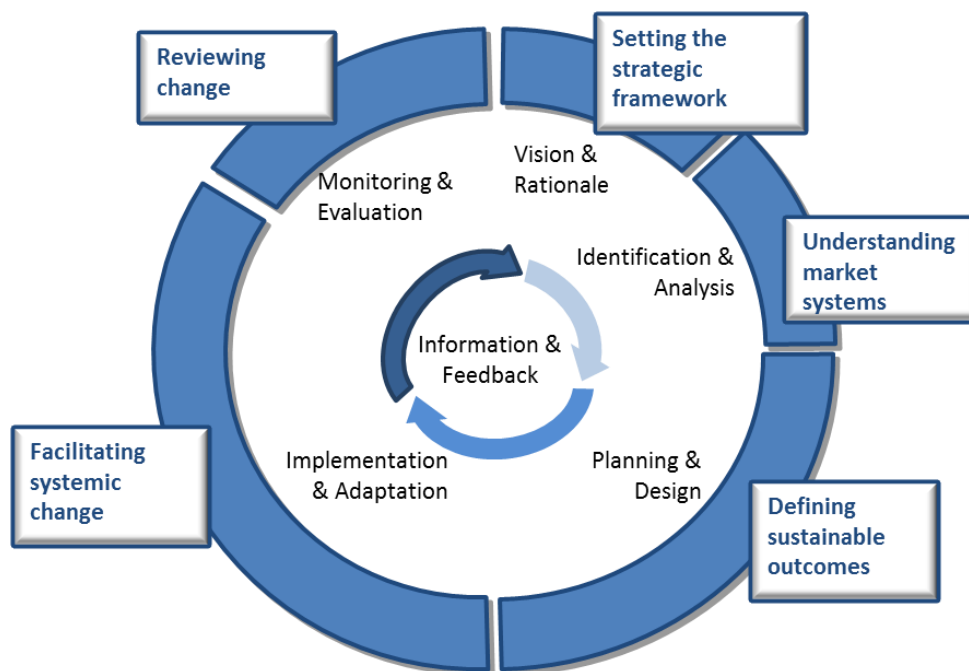 Setting the
strategic
framework
Understanding
market
systems
Defining
sustainable
outcomes
Facilitating
systemic
change
Reviewing
change
Vision &
Rationale
Identification &
Analysis
Planning &
Design
Implementation
& Adaptation
Monitoring &
Evaluation
Information &
Feedback